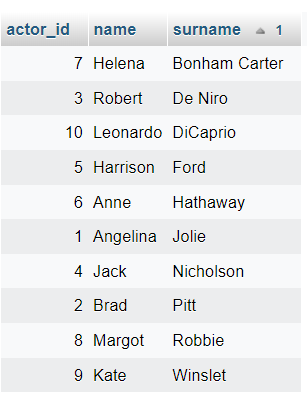 actor_id name surname 1
7 Helena Bonham Carter
3 Robert De Niro
10 Leonardo DiCaprio
5 Harrison Ford
6 Anne Hathaway
1 Angelina Jolie
4 Jack Nicholson
2 Brad Pitt
8 Margot Robbie
9 Kate Winslet